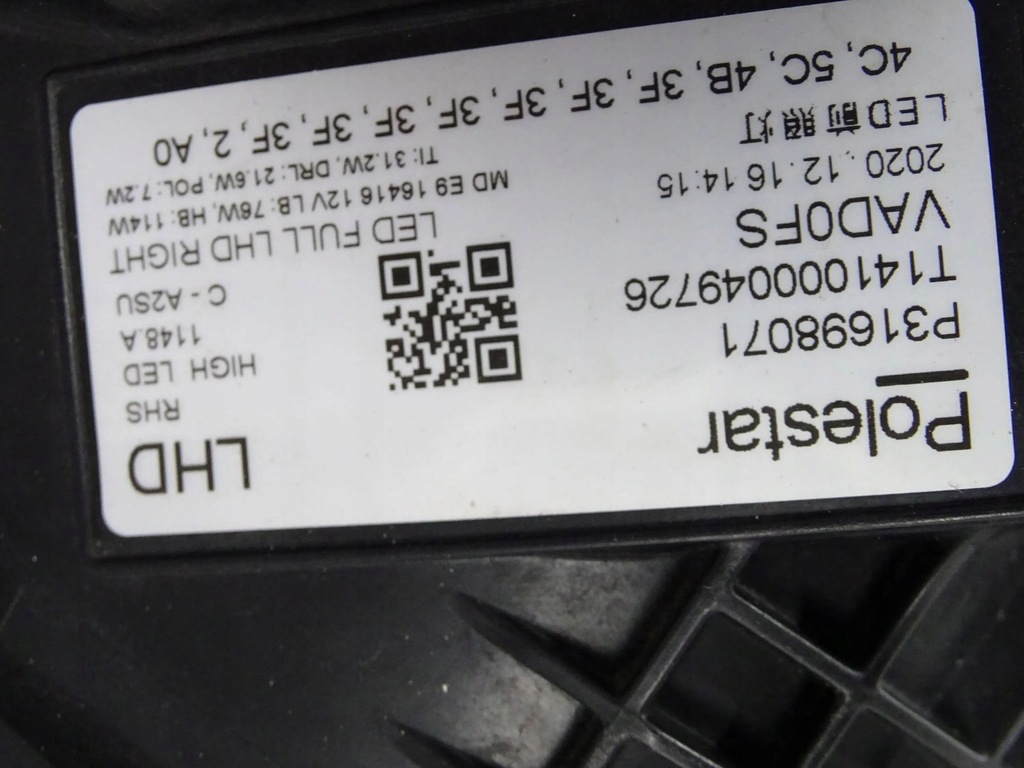 Polestar
LHD
P31698071
T141000049726
VAD0FS
2020.12.16 14:15
LED前照灯
RHS
HIGH LED
1148.A
C - A2SU
LED FULL LHD RIGHT
MD E9 16416 12V LB: 76W, HB: 114W
TI: 31.2W, DRL: 21.6W, POL: 7.2W
4C, 5C, 4B, 3F, 3F, 3F, 3F, 3F, 3F, 3F, 2, A0